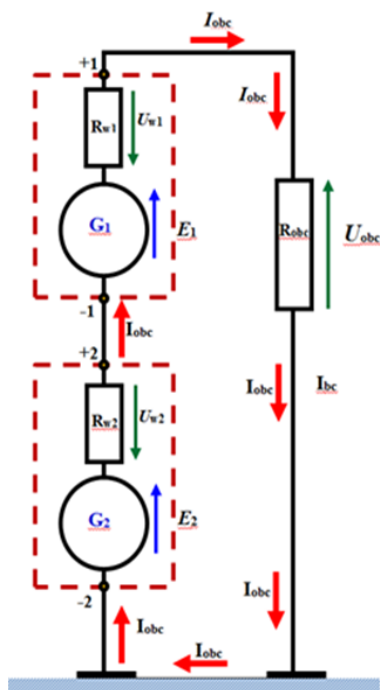 Iobc
+1
Iobc
Rw1
Uw1
G1
E1
Robc
Uobc
-1
Iobc
+2
Iobc
Ibc
Rw2
Uw2
G2
E2
-2
Iobc
Iobc
Iobc